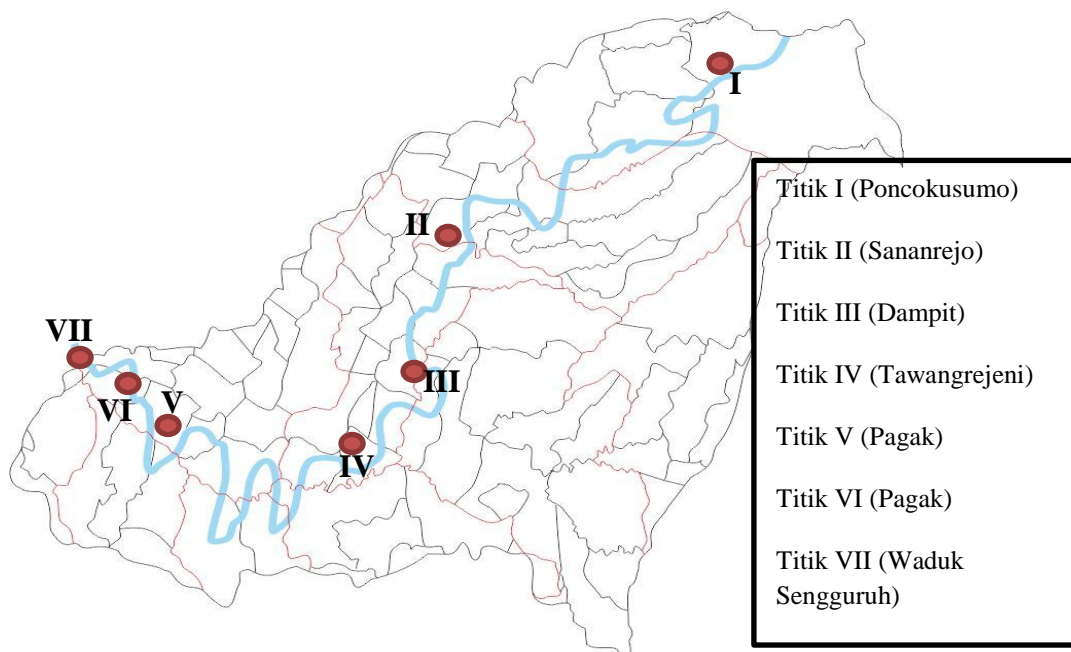 I
II
III
IV
V
VI
VII
Titik I (Poncokusumo)
Titik II (Sananrejo)
Titik III (Dampit)
Titik IV (Tawangrejeni)
Titik V (Pagak)
Titik VI (Pagak)
Titik VII (Waduk
Sengguruh)